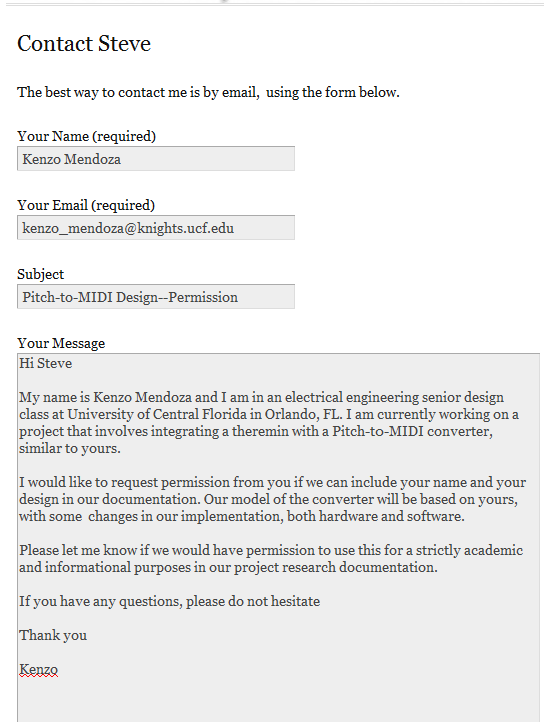 Contact Steve
The best way to contact me is by email,  using the form below.
Your Name (required)
Kenzo Mendoza
Your Email (required)
kenzo_mendoza@knights.ucf.edu
Subject
Pitch-to-MIDI Design--Permission
Your Message
Hi Steve
My name is Kenzo Mendoza and I am in an electrical engineering senior design
class at University of Central Florida in Orlando, FL. I am currently working on a
project that involves integrating a theremin with a Pitch-to-MIDI converter,
similar to yours.
I would like to request permission from you if we can include your name and your
design in our documentation. Our model of the converter will be based on yours,
with some  changes in our implementation, both hardware and software.
Please let me know if we would have permission to use this for a strictly academic
and informational purposes in our project research documentation.
If you have any questions, please do not hesitate
Thank you
Kenzo